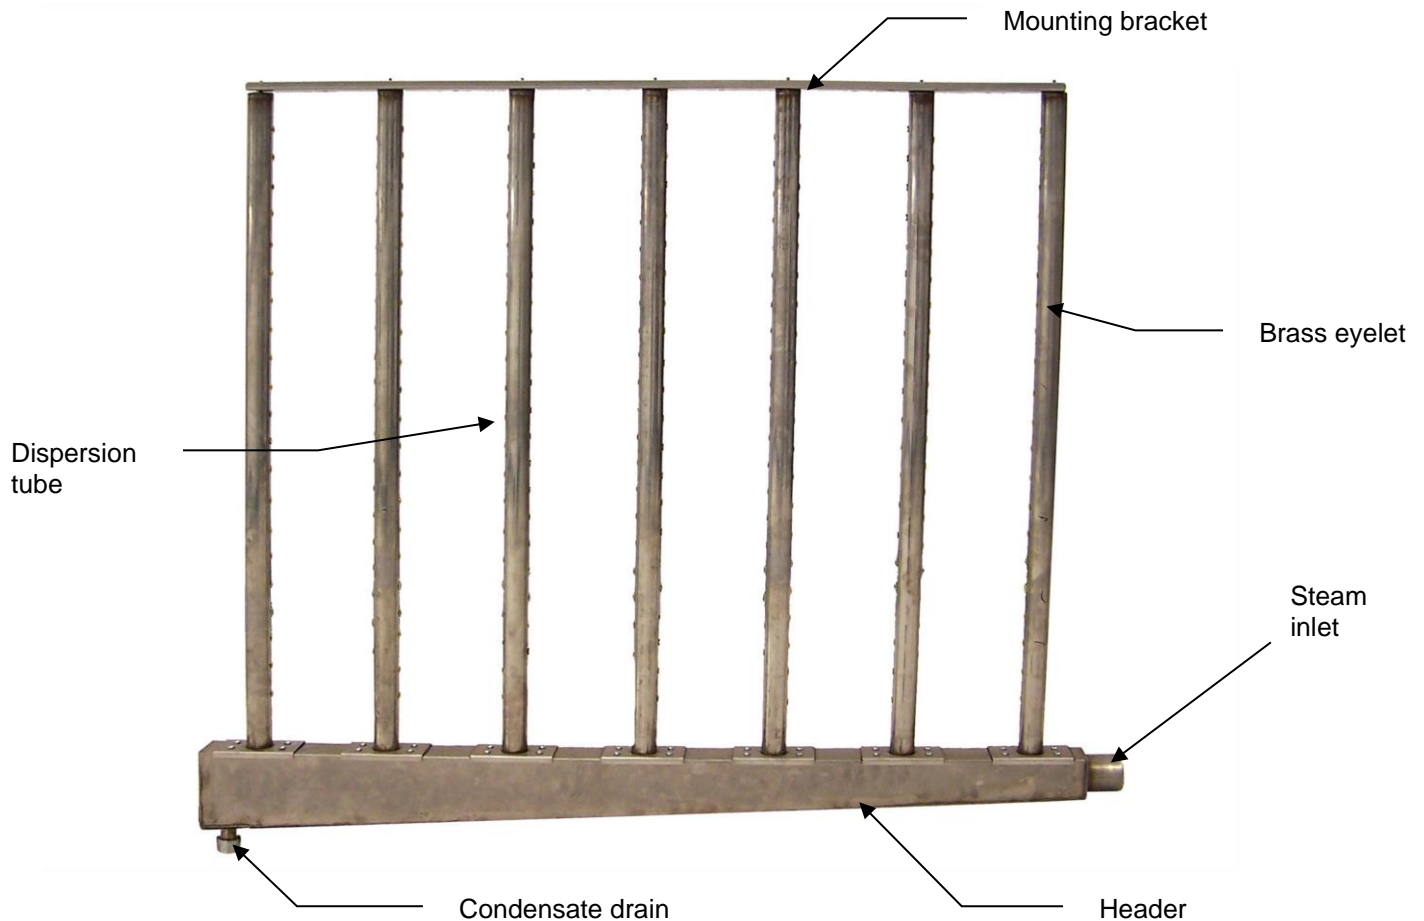 Mounting bracket
Brass eyelet
Dispersion
tube
Steam
inlet
Condensate drain
Header